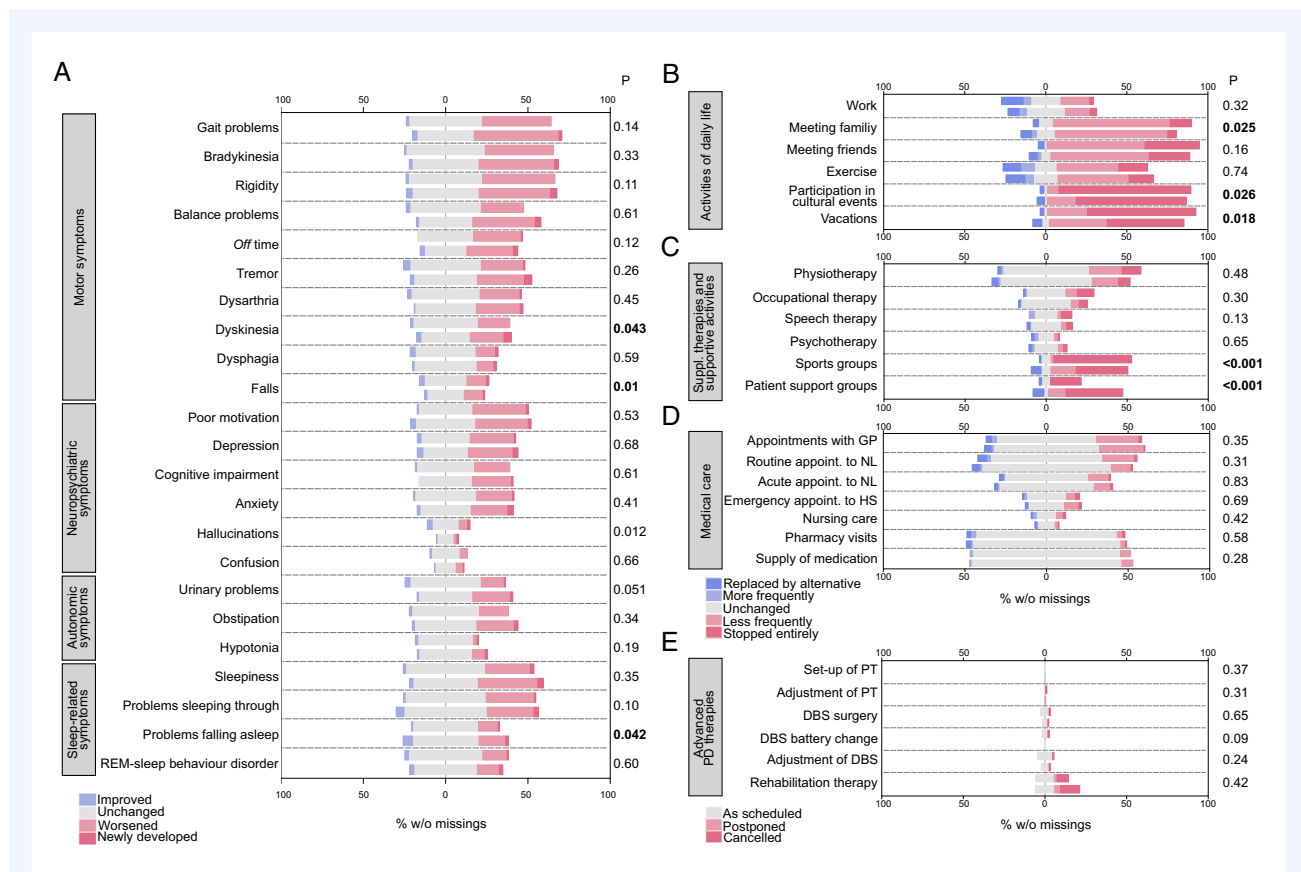 A
P
100 50 0 50 100
Motor symptoms
Gait problems 0.14
Bradykinesia 0.33
Rigidity 0.11
Balance problems 0.61
Off time 0.12
Tremor 0.26
Dysarthria 0.45
Dyskinesia 0.043
Dysphagia 0.59
Falls 0.01
Neuropsychiatric
symptoms
Poor motivation 0.53
Depression 0.68
Cognitive impairment 0.61
Anxiety 0.41
Hallucinations 0.012
Confusion 0.66
Autonomic
symptoms
Urinary problems 0.051
Obstipation 0.34
Hypotonia 0.19
Sleep-related
symptoms
Sleepiness 0.35
Problems sleeping through 0.10
Problems falling asleep 0.042
REM-sleep behaviour disorder 0.60
100 50 0 50 100
% w/o missings
Improved
Unchanged
Worsened
Newly developed
B
P
100 50 0 50 100
Activities of daily life
Work 0.32
Meeting familiy 0.025
Meeting friends 0.16
Exercise 0.74
Participation in
cultural events 0.026
Vacations 0.018
100 50 0 50 100
C
Suppl. therapies and
supportive activities
Physiotherapy 0.48
Occupational therapy 0.30
Speech therapy 0.13
Psychotherapy 0.65
Sports groups <0.001
Patient support groups <0.001
100 50 0 50 100
D
Medical care
Appointments with GP 0.35
Routine appoint. to NL 0.31
Acute appoint. to NL 0.83
Emergency appoint. to HS 0.69
Nursing care 0.42
Pharmacy visits 0.58
Supply of medication 0.28
100 50 0 50 100
% w/o missings
Replaced by alternative
More frequently
Unchanged
Less frequently
Stopped entirely
E
Advanced
PD therapies
Set-up of PT 0.37
Adjustment of PT 0.31
DBS surgery 0.65
DBS battery change 0.09
Adjustment of DBS 0.24
Rehabilitation therapy 0.42
100 50 0 50 100
% w/o missings
As scheduled
Postponed
Cancelled